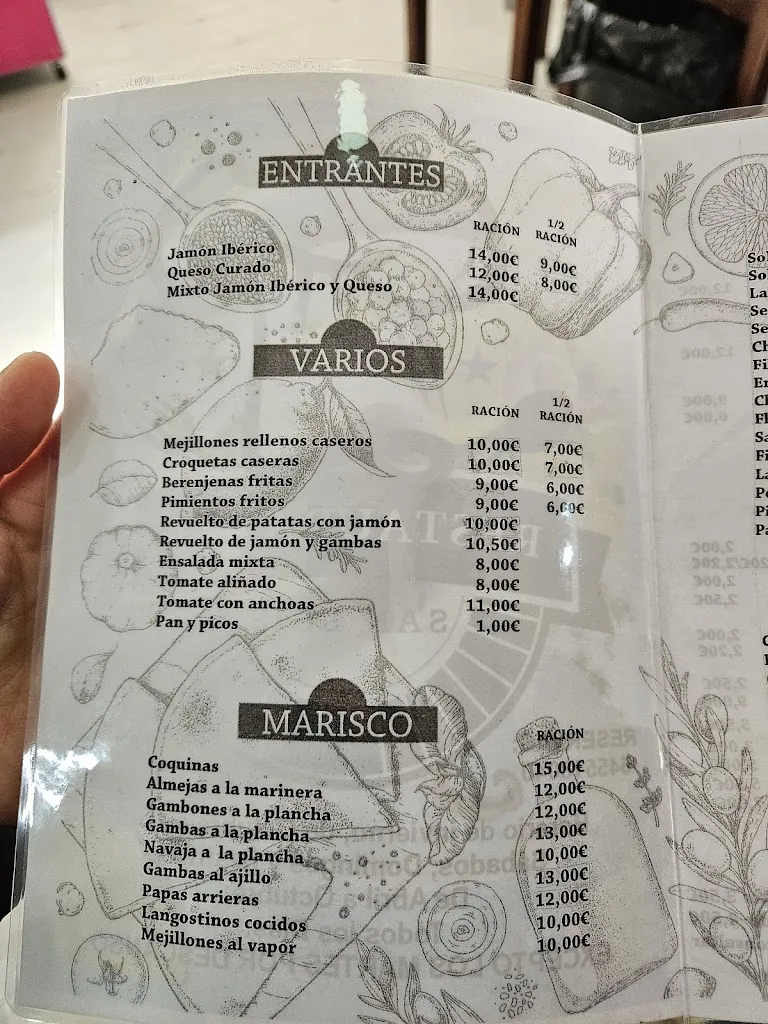 ENTRANTES
RACIÓN 1/2 RACIÓN
Jamón Ibérico 14,00€ 9,00€
Queso Curado 12,00€ 8,00€
Mixto Jamón Ibérico y Queso 14,00€
VARIOS
RACIÓN 1/2 RACIÓN
Mejillones rellenos caseros 10,00€ 7,00€
Croquetas caseras 10,00€ 7,00€
Berenjenas fritas 9,00€ 6,00€
Pimientos fritos 9,00€ 6,00€
Revuelto de patatas con jamón 10,00€
Revuelto de jamón y gambas 10,50€
Ensalada mixta 8,00€
Tomate aliñado 8,00€
Tomate con anchoas 11,00€
Pan y picos 1,00€
MARISCO
RACIÓN
Coquinas 15,00€
Almejas a la marinera 12,00€
Gambones a la plancha 12,00€
Gambas a la plancha 13,00€
Navaja a la plancha 10,00€
Gambas al ajillo 13,00€
Papas arrieras 12,00€
Langostinos cocidos 10,00€
Mejillones al vapor 10,00€